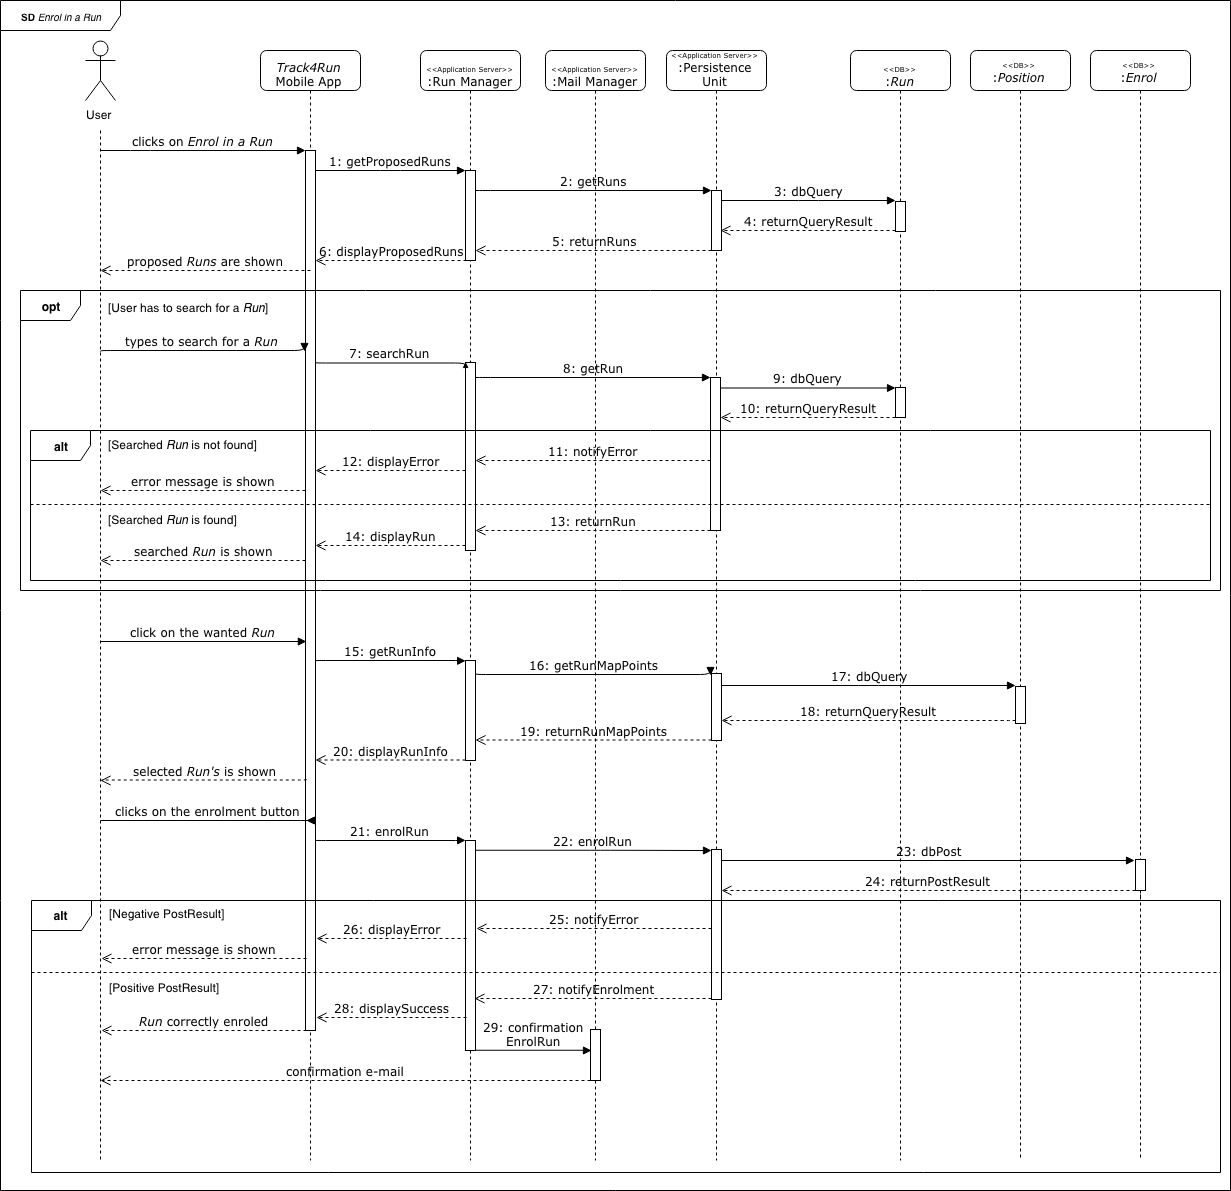 SD Enrol in a Run
User
Track4Run
Mobile App
<<Application Server>>
:Run Manager
<<Application Server>>
:Mail Manager
<<Application Server>>
:Persistence
Unit
<<DB>>
:Run
<<DB>>
:Position
<<DB>>
:Enrol
clicks on Enrol in a Run
1: getProposedRuns
2: getRuns
3: dbQuery
4: returnQueryResult
5: returnRuns
6: displayProposedRuns
proposed Runs are shown
opt
[User has to search for a Run]
types to search for a Run
7: searchRun
8: getRun
9: dbQuery
10: returnQueryResult
alt
[Searched Run is not found]
11: notifyError
12: displayError
error message is shown
[Searched Run is found]
13: returnRun
14: displayRun
searched Run is shown
click on the wanted Run
15: getRunInfo
16: getRunMapPoints
17: dbQuery
18: returnQueryResult
19: returnRunMapPoints
20: displayRunInfo
selected Run's is shown
clicks on the enrolment button
21: enrolRun
22: enrolRun
23: dbPost
24: returnPostResult
alt
[Negative PostResult]
25: notifyError
26: displayError
error message is shown
[Positive PostResult]
27: notifyEnrolment
28: displaySuccess
Run correctly enroled
29: confirmation
EnrolRun
confirmation e-mail